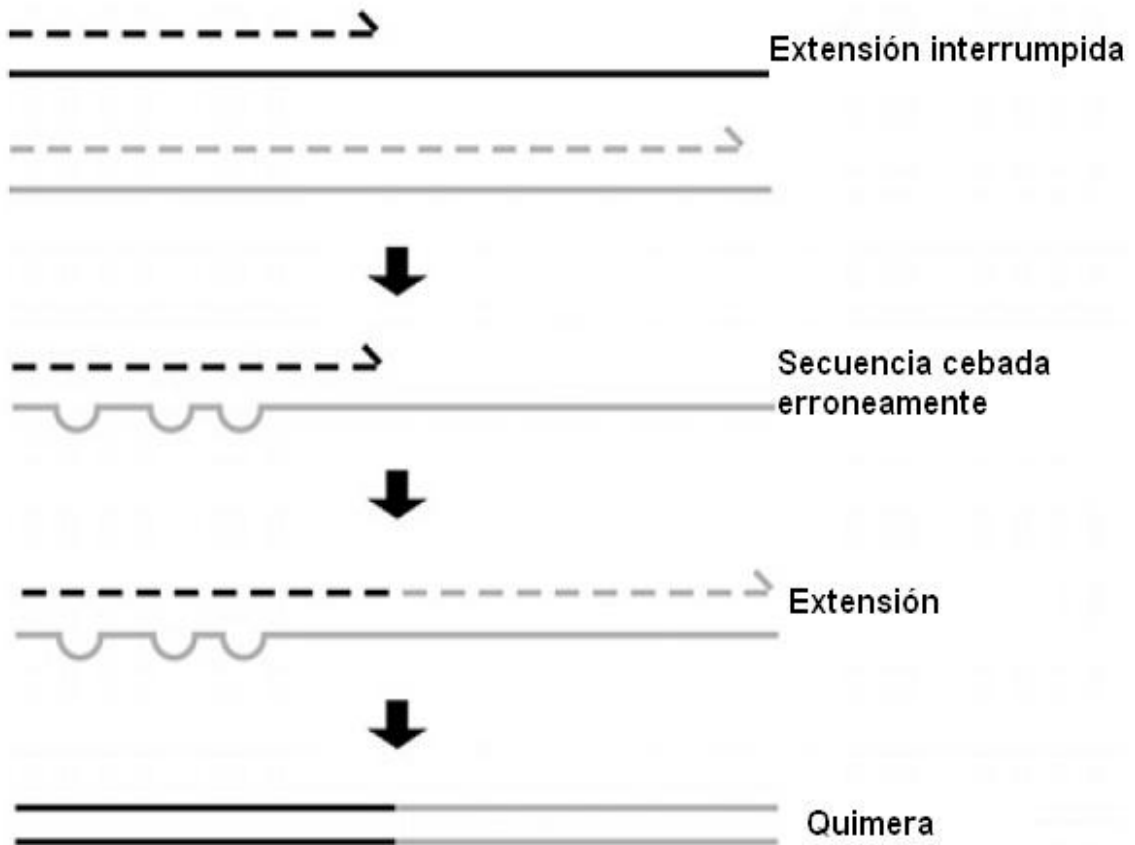 Extensión interrumpida
Secuencia cebada
erroneamente
Extensión
Quimera